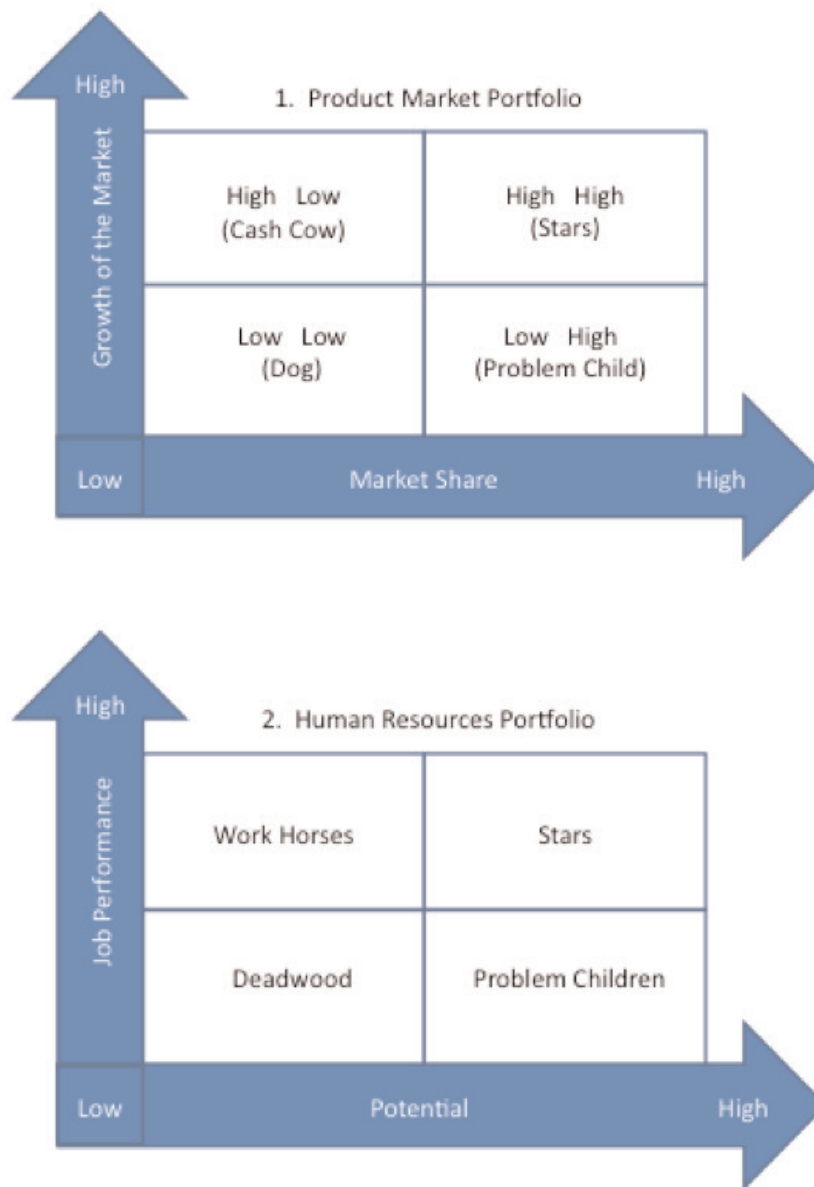 High
1. Product Market Portfolio
Growth of the Market
High Low
(Cash Cow)
High High
(Stars)
Low Low
(Dog)
Low High
(Problem Child)
Low
Market Share
High
High
2. Human Resources Portfolio
Job Performance
Work Horses
Stars
Deadwood
Problem Children
Low
Potential
High